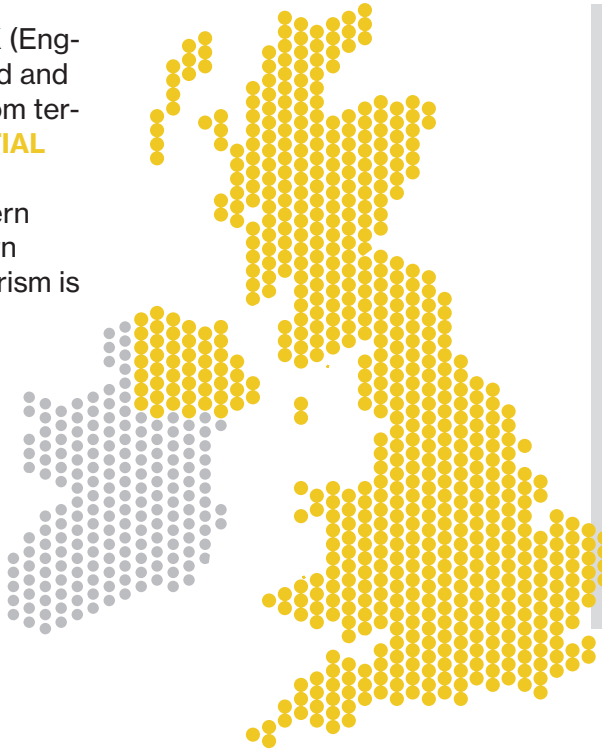 (Eng-
d and
om ter-
TIAL
ern
n
rism is